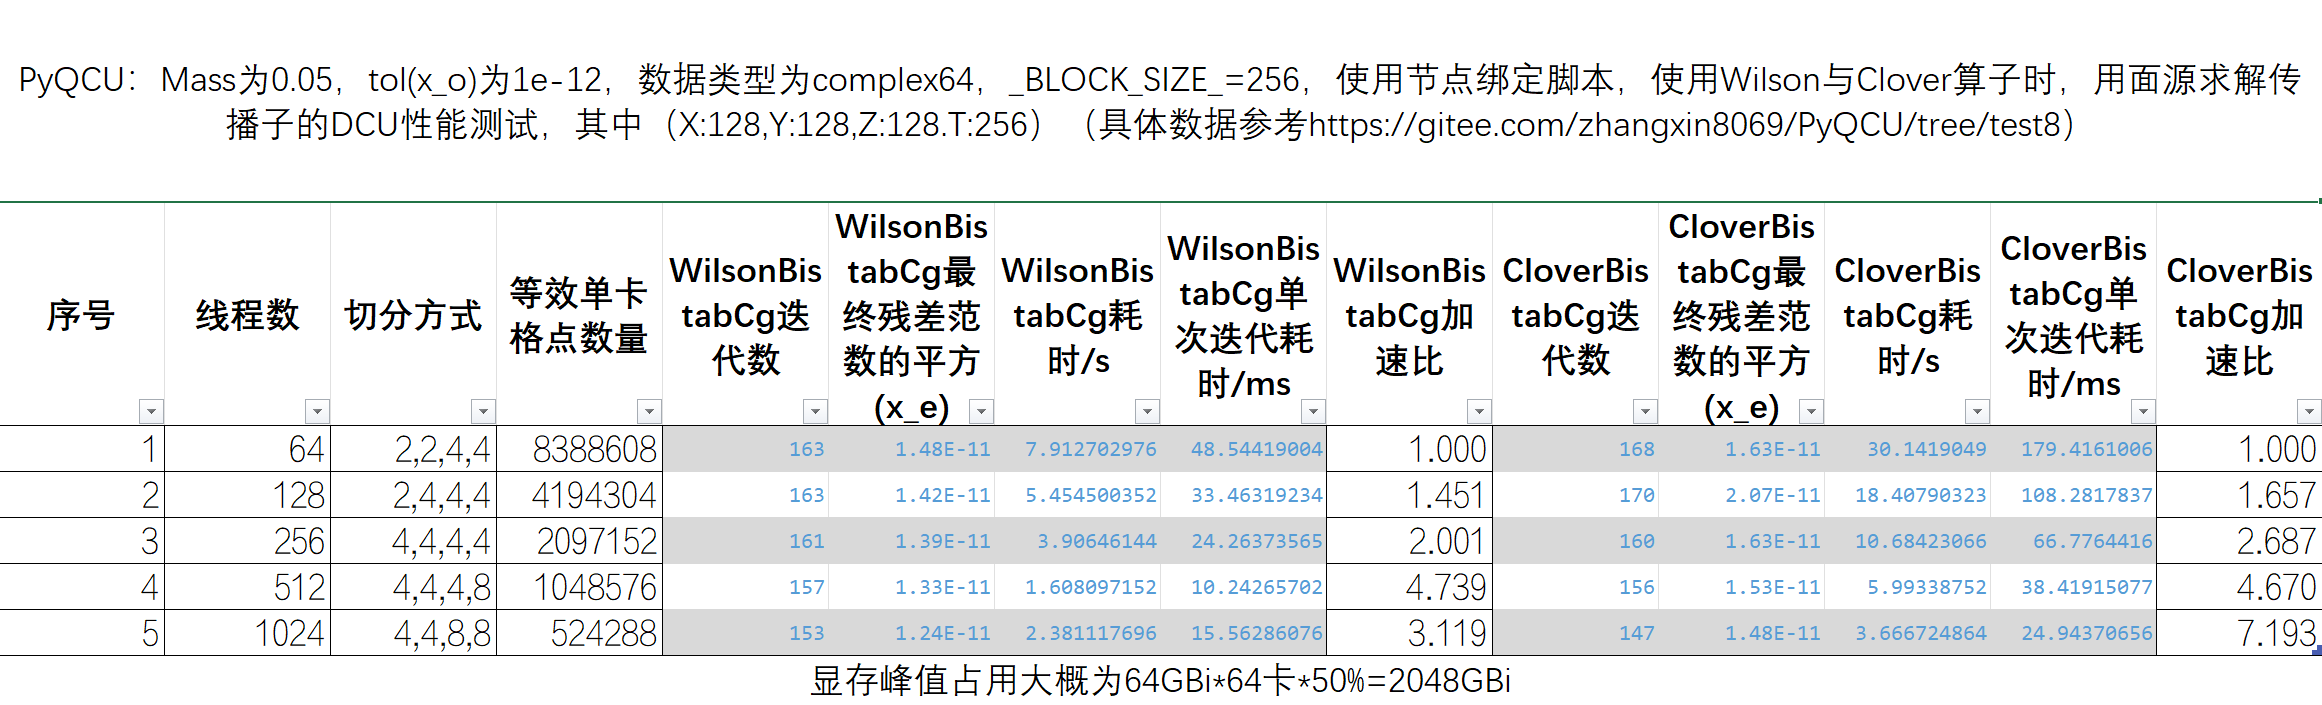 PyQCU：Mass为0.05，tol(x_o)为1e-12，数据类型为complex64，_BLOCK_SIZE_=256，使用节点绑定脚本，使用Wilson与Clover算子时，用面源求解传
播子的DCU性能测试，其中（X:128,Y:128,Z:128.T:256）（具体数据参考https://gitee.com/zhangxin8069/PyQCU/tree/test8）
序号 线程数 切分方式 等效单卡格点数量 WilsonBistabCg迭代数 WilsonBistabCg最终残差范数的平方(x_e) WilsonBistabCg耗时/s WilsonBistabCg单次迭代耗时/ms WilsonBistabCg加速比 CloverBistabCg迭代数 CloverBistabCg最终残差范数的平方(x_e) CloverBistabCg耗时/s CloverBistabCg单次迭代耗时/ms CloverBistabCg加速比
1 64 2,2,4,4 8388608 163 1.48E-11 7.912702976 48.54419004 1.000 168 1.63E-11 30.1419049 179.4161006 1.000
2 128 2,4,4,4 4194304 163 1.42E-11 5.454500352 33.46319234 1.451 170 2.07E-11 18.40790323 108.2817837 1.657
3 256 4,4,4,4 2097152 161 1.39E-11 3.90646144 24.26373565 2.001 160 1.63E-11 10.68423066 66.7764416 2.687
4 512 4,4,4,8 1048576 157 1.33E-11 1.608097152 10.24265702 4.739 156 1.53E-11 5.99338752 38.41915077 4.670
5 1024 4,4,8,8 524288 153 1.24E-11 2.381117696 15.56286076 3.119 147 1.48E-11 3.666724864 24.94370656 7.193
显存峰值占用大概为64GBi*64卡*50%=2048GBi